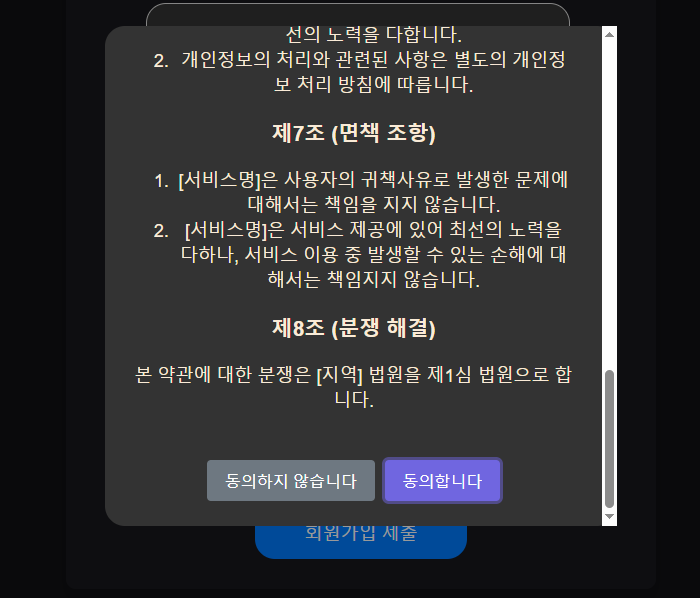 선의 노력을 다합니다.
2. 개인정보의 처리와 관련된 사항은 별도의 개인정
보 처리 방침에 따릅니다.
제7조 (면책 조항)
1. [서비스명]은 사용자의 귀책사유로 발생한 문제에
대해서는 책임을 지지 않습니다.
2. [서비스명]은 서비스 제공에 있어 최선의 노력을
다하나, 서비스 이용 중 발생할 수 있는 손해에 대
해서는 책임지지 않습니다.
제8조 (분쟁 해결)
본 약관에 대한 분쟁은 [지역] 법원을 제1심 법원으로 합
니다.
동의하지 않습니다
동의합니다
회원가입 제출